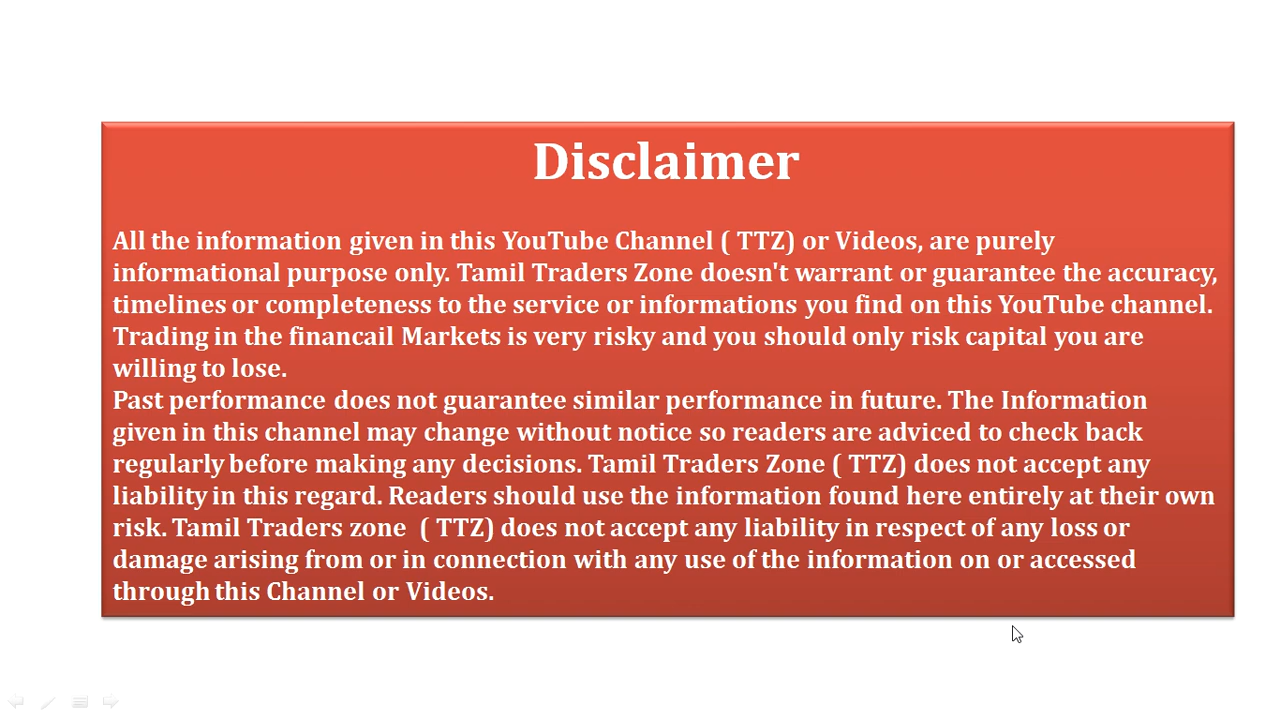 Disclaimer
All the information given in this YouTube Channel ( TTZ) or Videos, are purely
informational purpose only. Tamil Traders Zone doesn't warrant or guarantee the accuracy,
timelines or completeness to the service or informations you find on this YouTube channel.
Trading in the financail Markets is very risky and you should only risk capital you are
willing to lose.
Past performance does not guarantee similar performance in future. The Information
given in this channel may change without notice so readers are adviced to check back
regularly before making any decisions. Tamil Traders Zone ( TTZ) does not accept any
liability in this regard. Readers should use the information found here entirely at their own
risk. Tamil Traders zone  ( TTZ) does not accept any liability in respect of any loss or
damage arising from or in connection with any use of the information on or accessed
through this Channel or Videos.